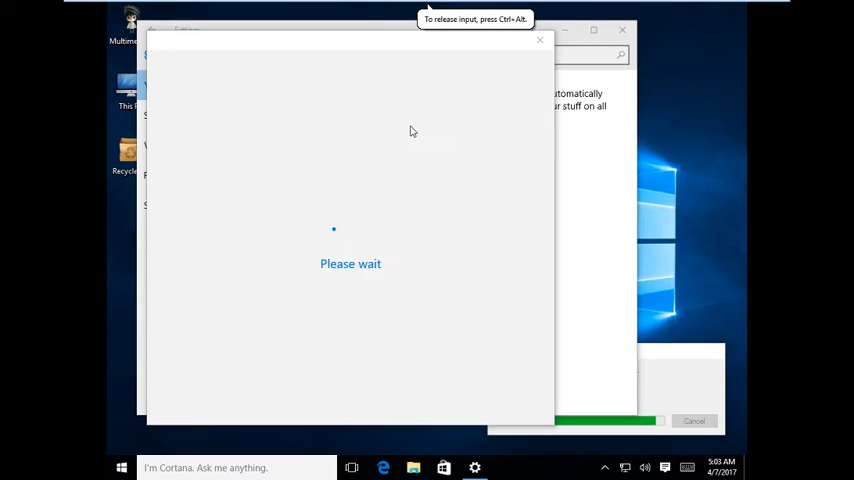 To release input, press Ctrl+Alt.
Settings
Multime
This P
Recycle
utomatically
ur stuff on all
Please wait
Cancel
I'm Cortana. Ask me anything.
5:03 AM
4/7/2017